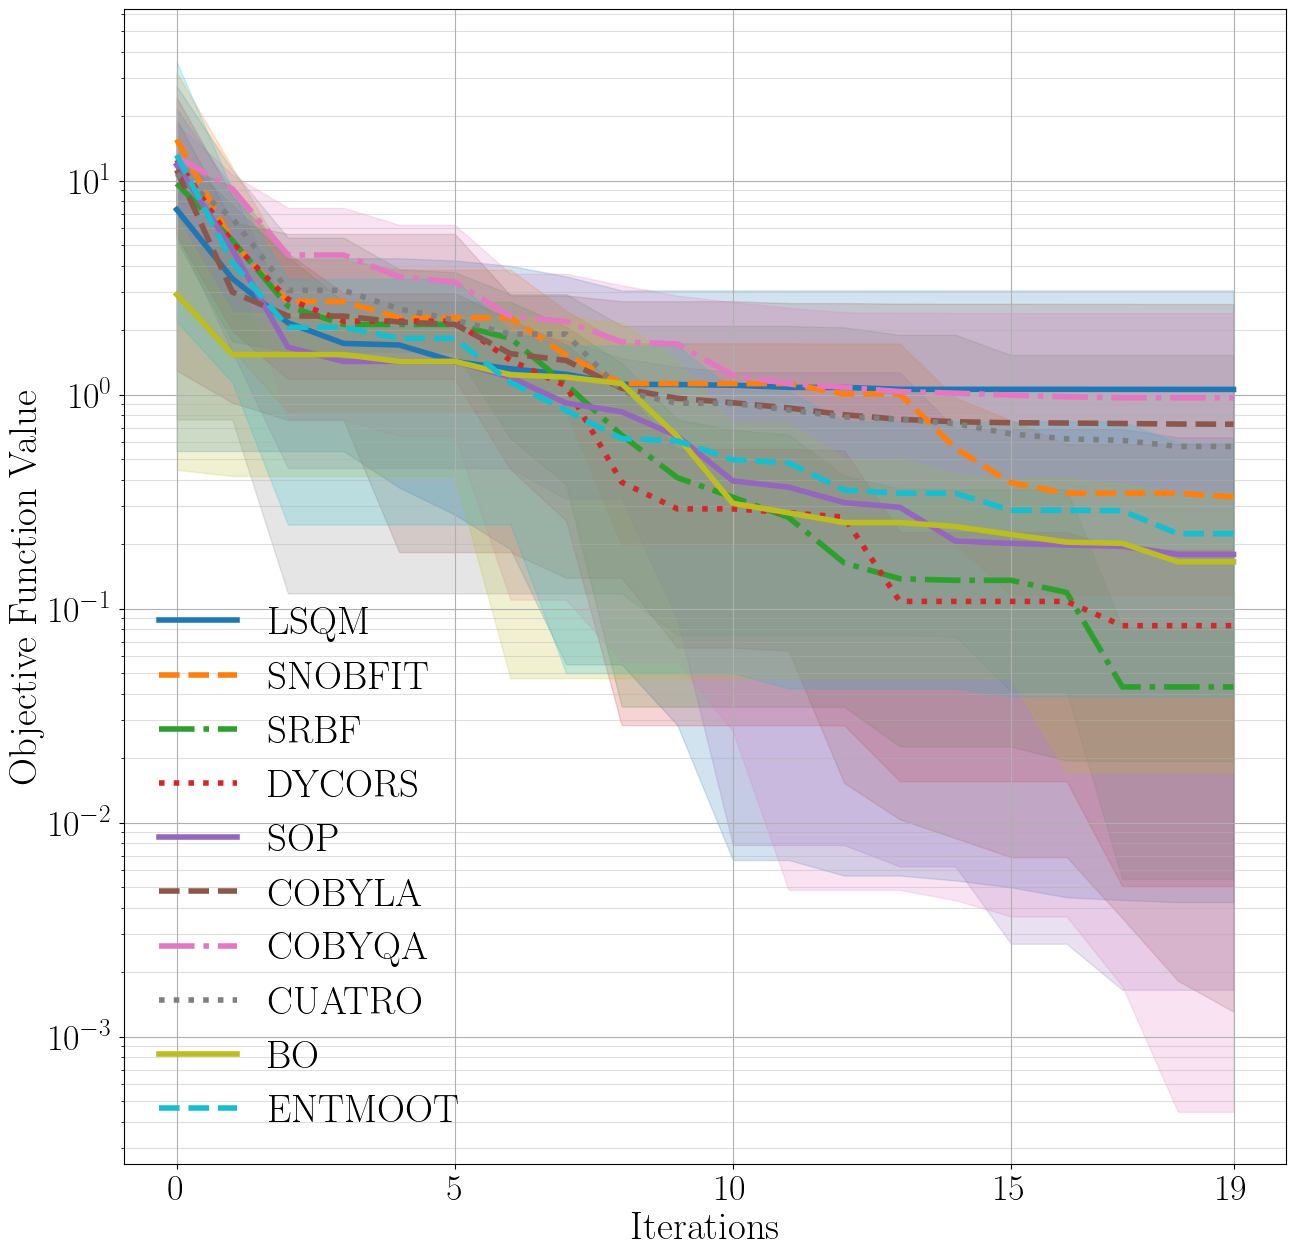 Objective Function Value
10^1
10^0
10^−1
10^−2
10^−3
LSQM
SNOBFIT
SRBF
DYCORS
SOP
COBYLA
COBYQA
CUATRO
BO
ENTMOOT
0 5 10 15 19
Iterations